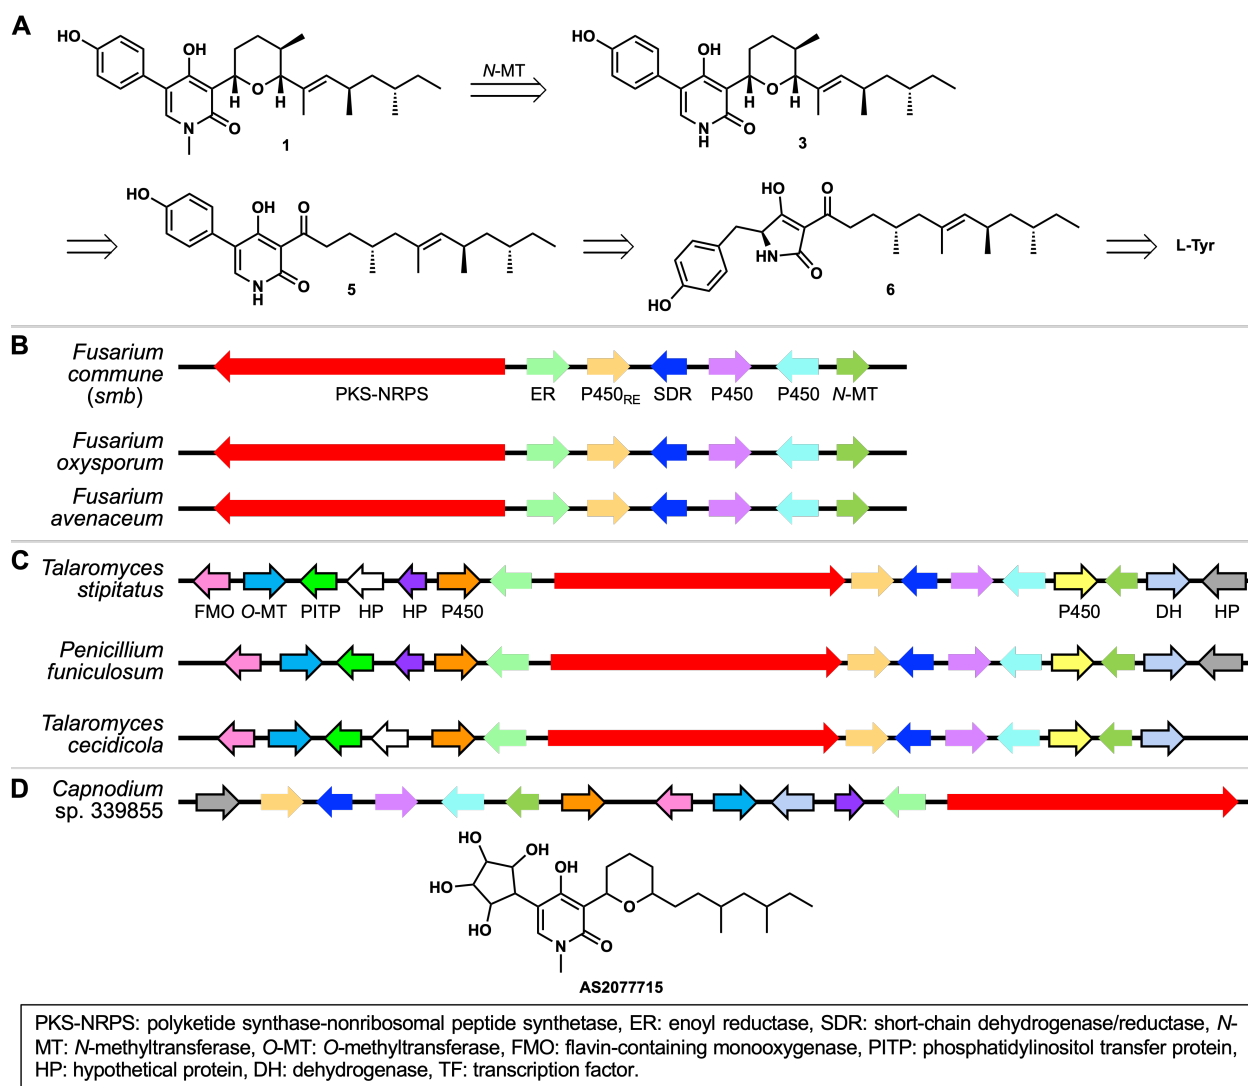 A
HO
OH
O
N
O
1
N-MT
HO
OH
O
NH
O
3
HO
OH
O
N
H
O
5
HO
O
HN
O
HO
6
L-Tyr
B
Fusarium
commune
(smb)
PKS-NRPS ER P450RE SDR P450 P450 N-MT
Fusarium
oxysporum
Fusarium
avenaceum
C
Talaromyces
stipitatus
FMO O-MT PITP HP HP P450 P450 DH HP
Penicillium
funiculosum
Talaromyces
cecidicola
D
Capnodium
sp. 339855
HO
OH
OH
HO
O
HO
N
O
AS2077715
PKS-NRPS: polyketide synthase-nonribosomal peptide synthetase, ER: enoyl reductase, SDR: short-chain dehydrogenase/reductase, N-
MT: N-methyltransferase, O-MT: O-methyltransferase, FMO: flavin-containing monooxygenase, PITP: phosphatidylinositol transfer protein,
HP: hypothetical protein, DH: dehydrogenase, TF: transcription factor.